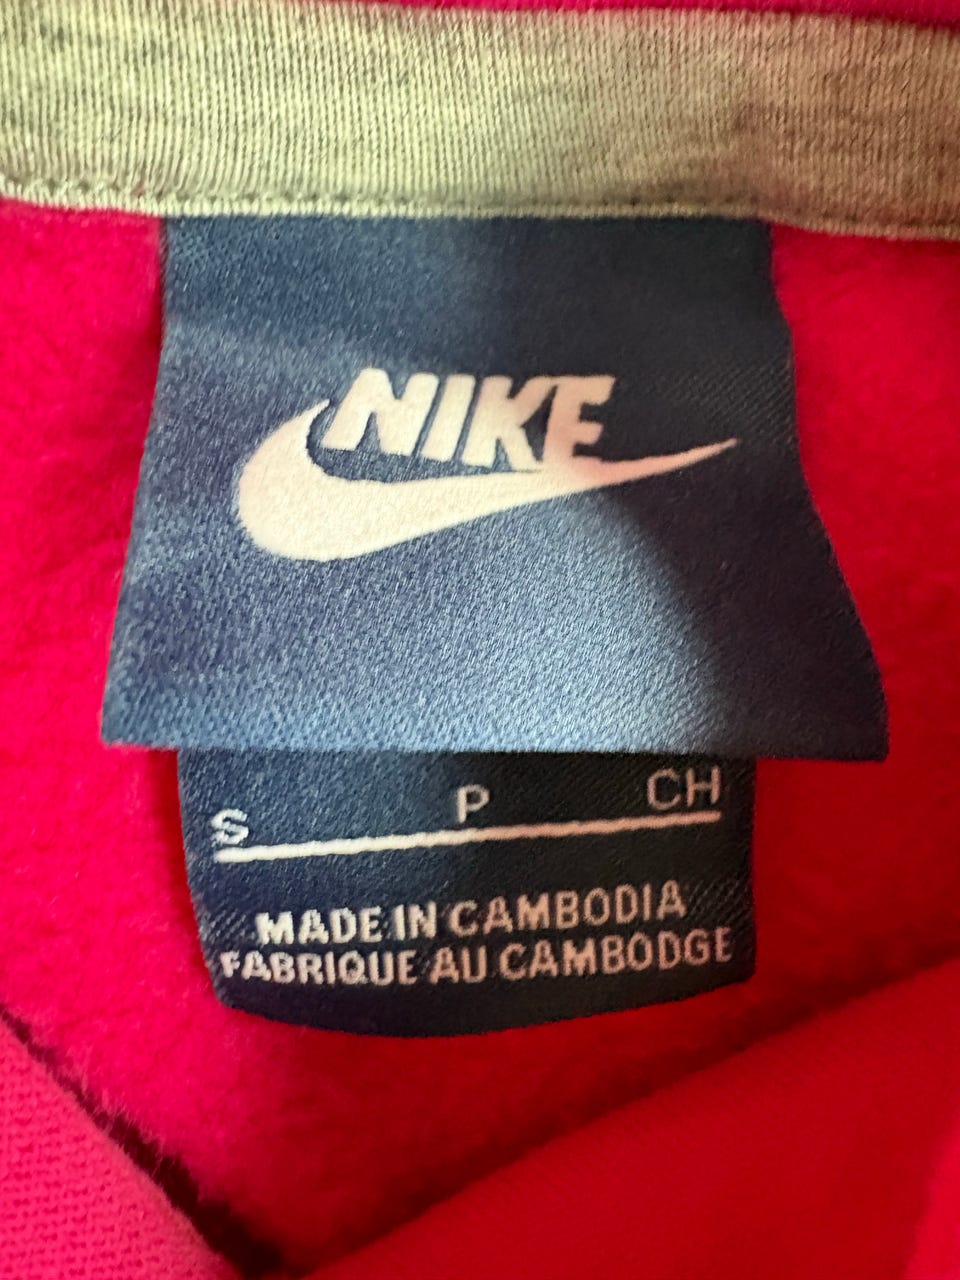 NIKE
S P CH
MADE IN CAMBODIA
FABRIQUE AU CAMBODGE